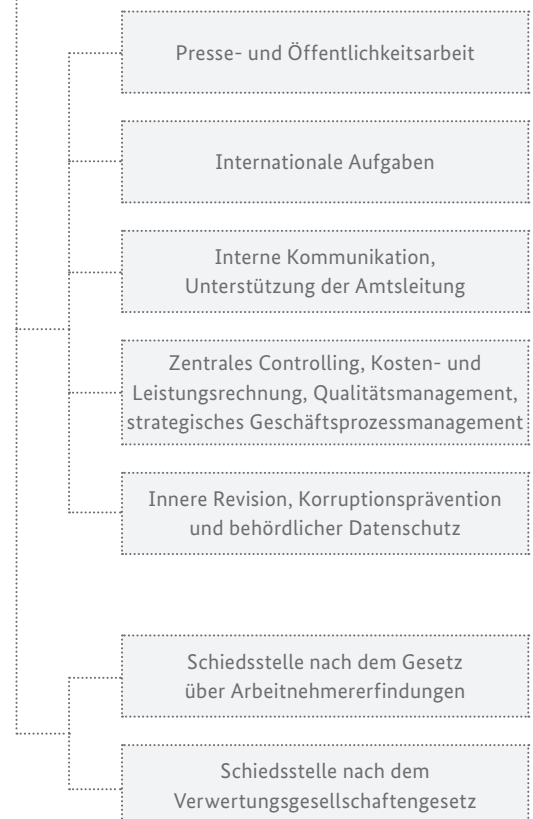 Presse- und Öffentlichkeitsarbeit
Internationale Aufgaben
Interne Kommunikation,
Unterstützung der Amtsleitung
Zentrales Controlling, Kosten- und
Leistungsrechnung, Qualitätsmanagement,
strategisches Geschäftsprozessmanagement
Innere Revision, Korruptionsprävention
und behördlicher Datenschutz
Schiedsstelle nach dem Gesetz
über Arbeitnehmererfindungen
Schiedsstelle nach dem
Verwertungsgesellschaftengesetz